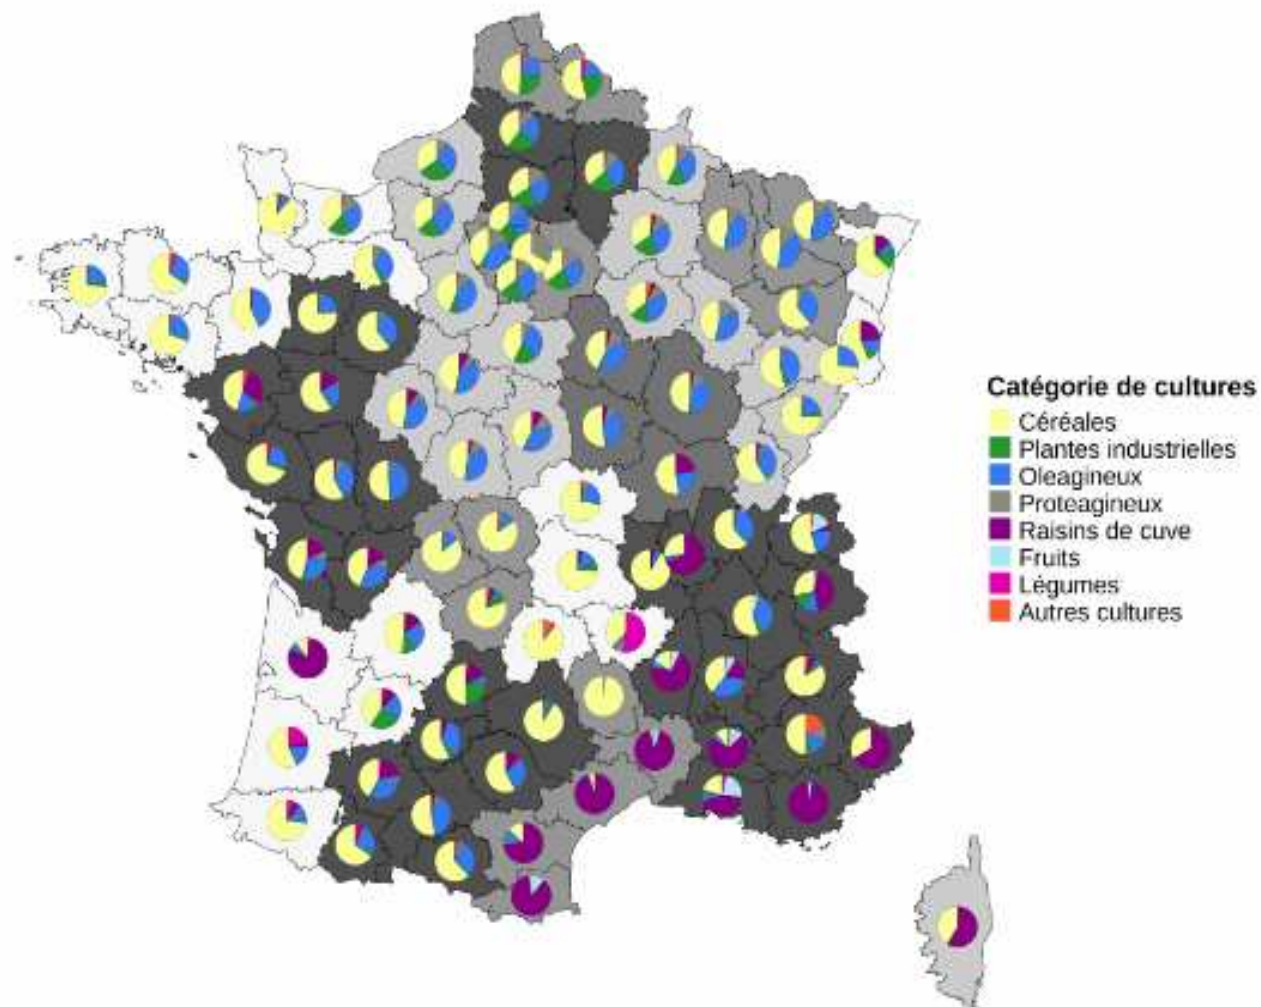 Catégorie de cultures
Céréales
Plantes industrielles
Oleagineux
Proteagineux
Raisins de cuve
Fruits
Légumes
Autres cultures